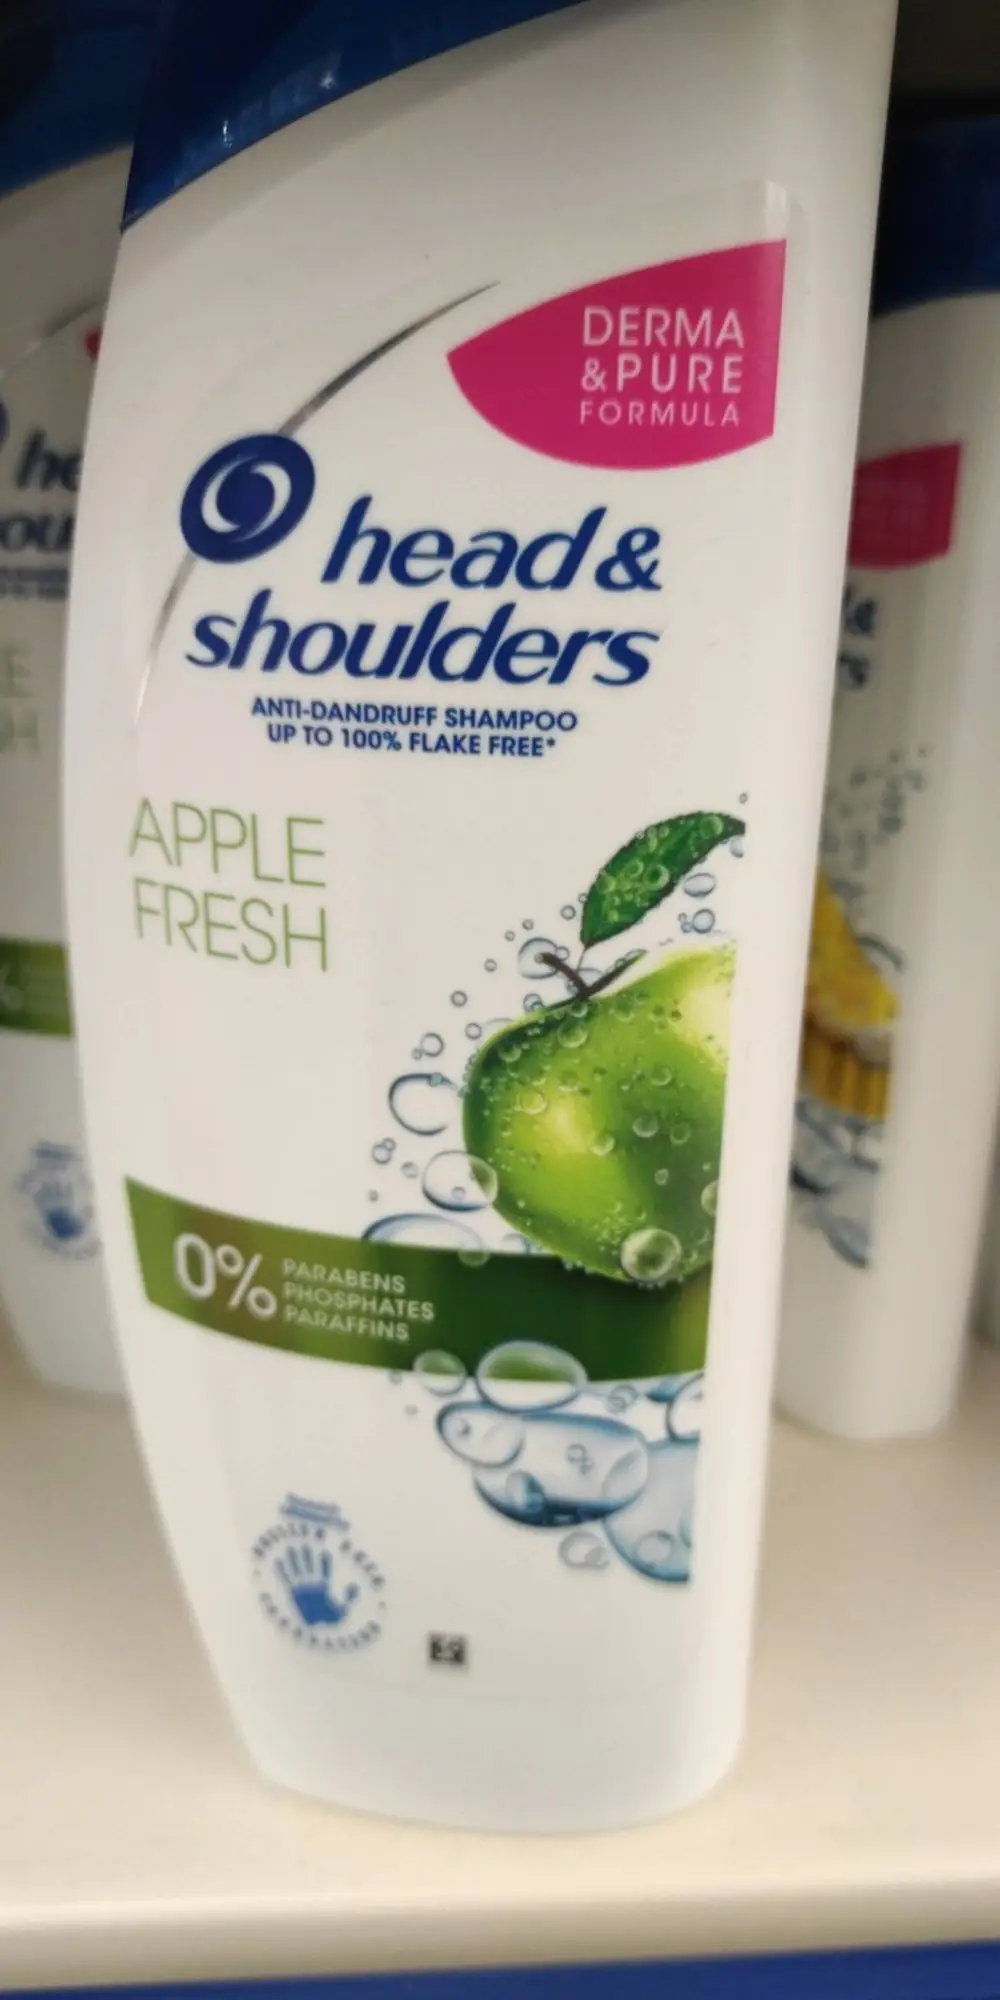 DERMA
&PURE
FORMULA
head &
shoulders
ANTI-DANDRUFF SHAMPOO
UP TO 100% FLAKE FREE*
APPLE
FRESH
0% PARABENS
PHOSPHATES
PARAFFINS